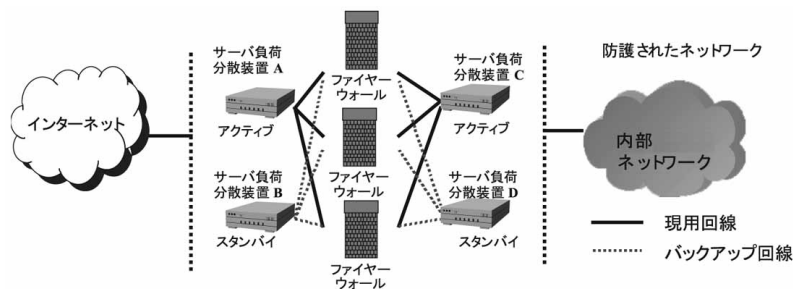 インターネット
サーバ負荷
分散装置 A
アクティブ
サーバ負荷
分散装置 B
スタンバイ
ファイヤー
ウォール
ファイヤー
ウォール
ファイヤー
ウォール
サーバ負荷
分散装置 C
アクティブ
サーバ負荷
分散装置 D
スタンバイ
防護されたネットワーク
内部
ネットワーク
現用回線
バックアップ回線